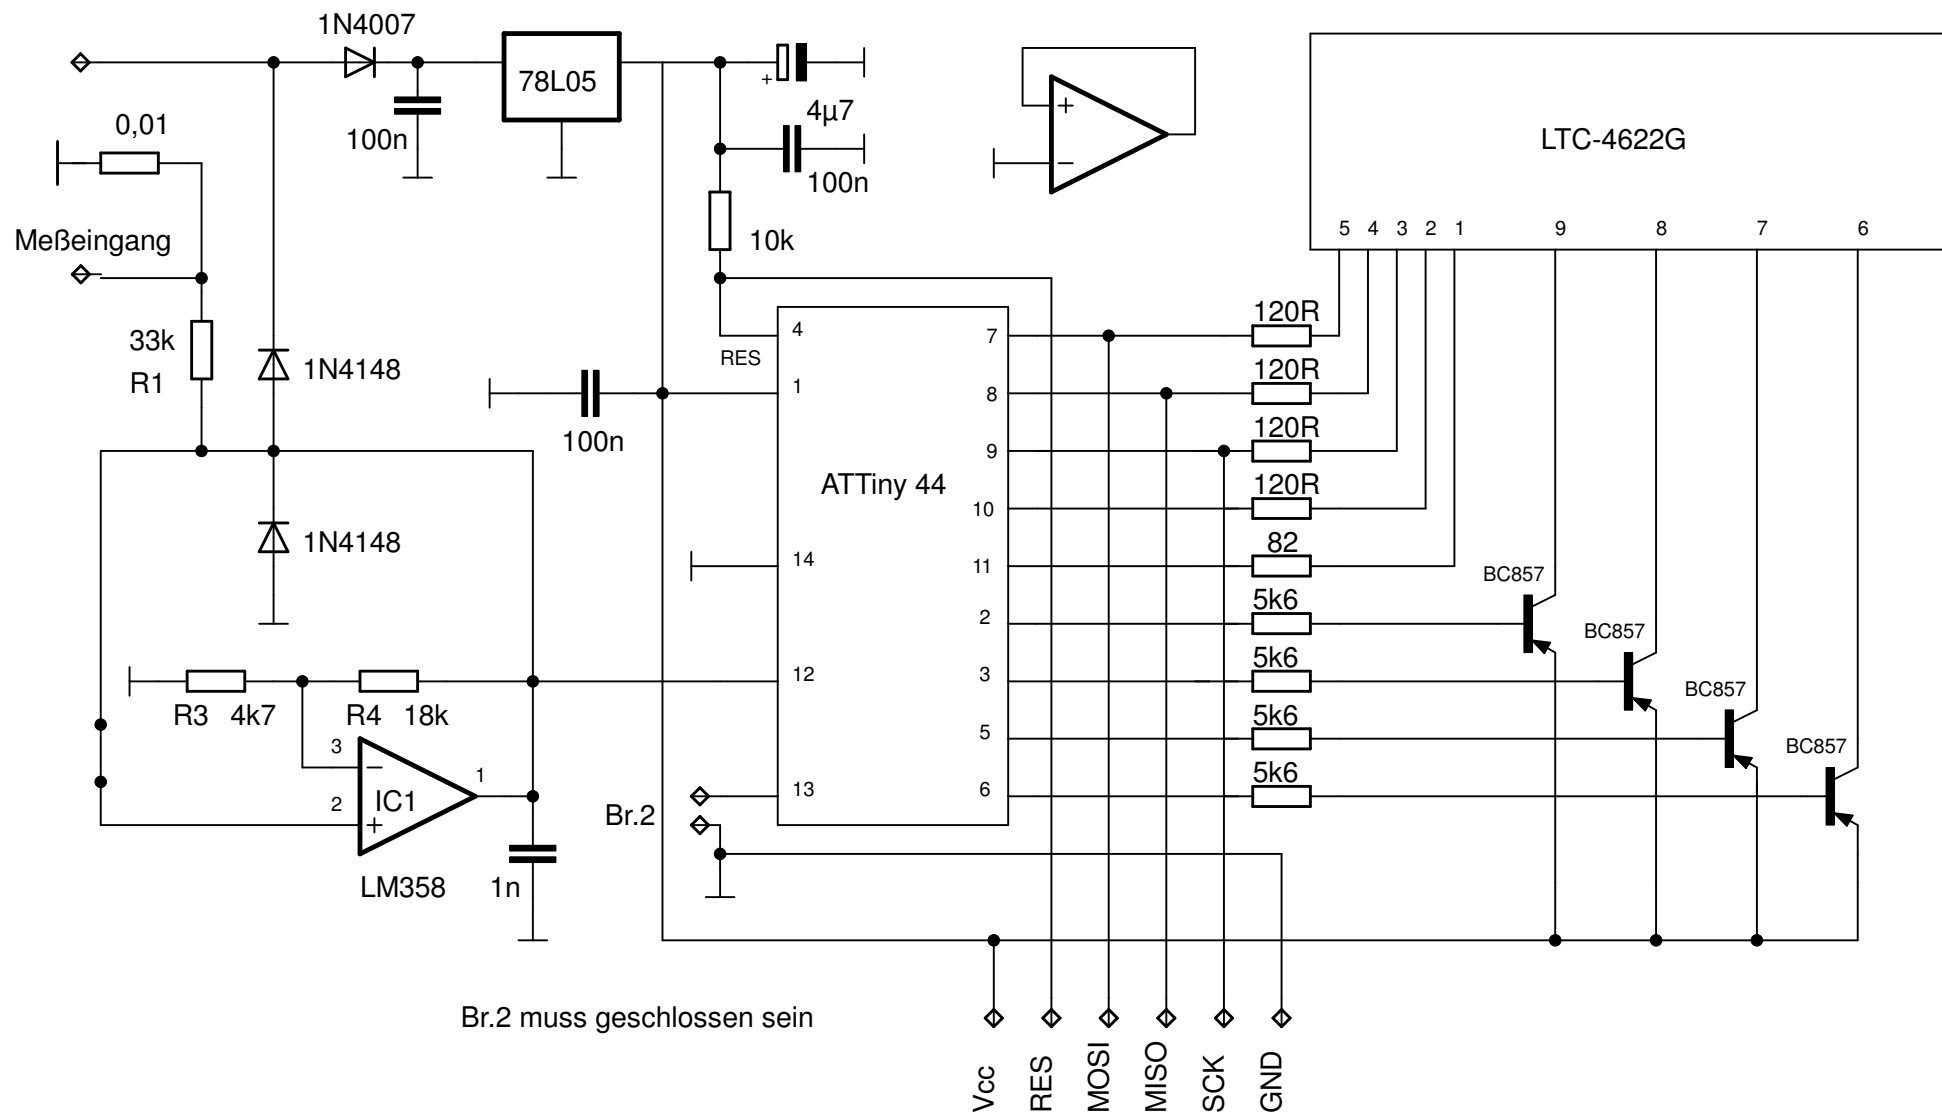 1N4007
78L05
+
4µ7
0,01
100n
100n
+
−
LTC-4622G
Meßeingang
10k
5 4 3 2 1 9 8 7 6
33k
R1
1N4148
RES
4
1
100n
7
8
9
10
11
2
3
5
6
120R
120R
120R
120R
82
5k6
5k6
5k6
5k6
ATTiny 44
14
12
13
1N4148
BC857
BC857
BC857
BC857
R3 4k7 R4 18k
3
−
1
2
IC1
+
LM358
1n
Br.2
Br.2 muss geschlossen sein
Vcc
RES
MOSI
MISO
SCK
GND